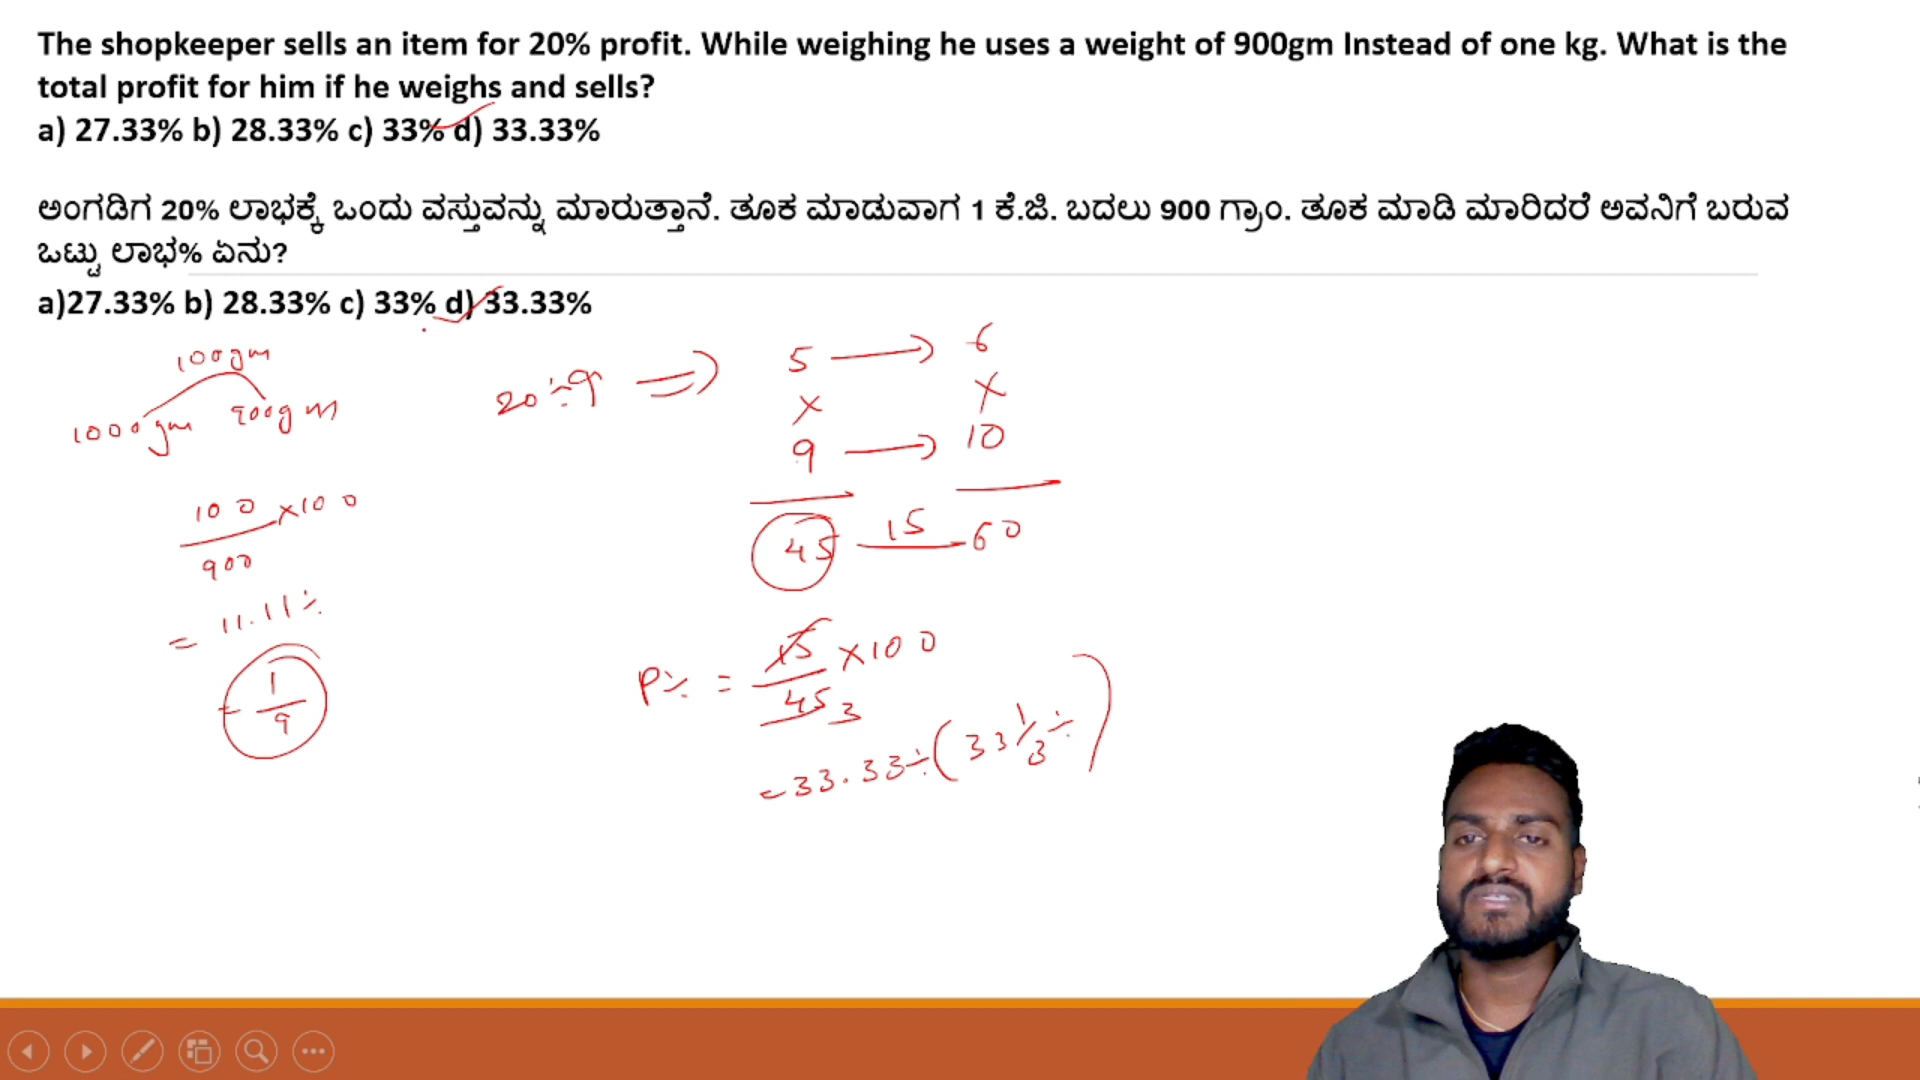 The shopkeeper sells an item for 20% profit. While weighing he uses a weight of 900gm Instead of one kg. What is the
total profit for him if he weighs and sells?
a) 27.33% b) 28.33% c) 33% d) 33.33%
ಅಂಗಡಿಗ 20% ಲಾಭಕ್ಕೆ ಒಂದು ವಸ್ತುವನ್ನು ಮಾರುತ್ತಾನೆ. ತೂಕ ಮಾಡುವಾಗ 1 ಕೆ.ಜಿ. ಬದಲು 900 ಗ್ರಾಂ. ತೂಕ ಮಾಡಿ ಮಾರಿದರೆ ಅವನಿಗೆ ಬರುವ
ಒಟ್ಟು ಲಾಭ% ಏನು?
a)27.33% b) 28.33% c) 33% d) 33.33%
100gm
1000gm 900gm
100 × 100
900
= 11.11%
= 1
9
20% P ⇒
5 → 6
× ×
9 → 10
45 15 60
P% = 15 × 100
45 3
= 33.33% (33 1/3 %)